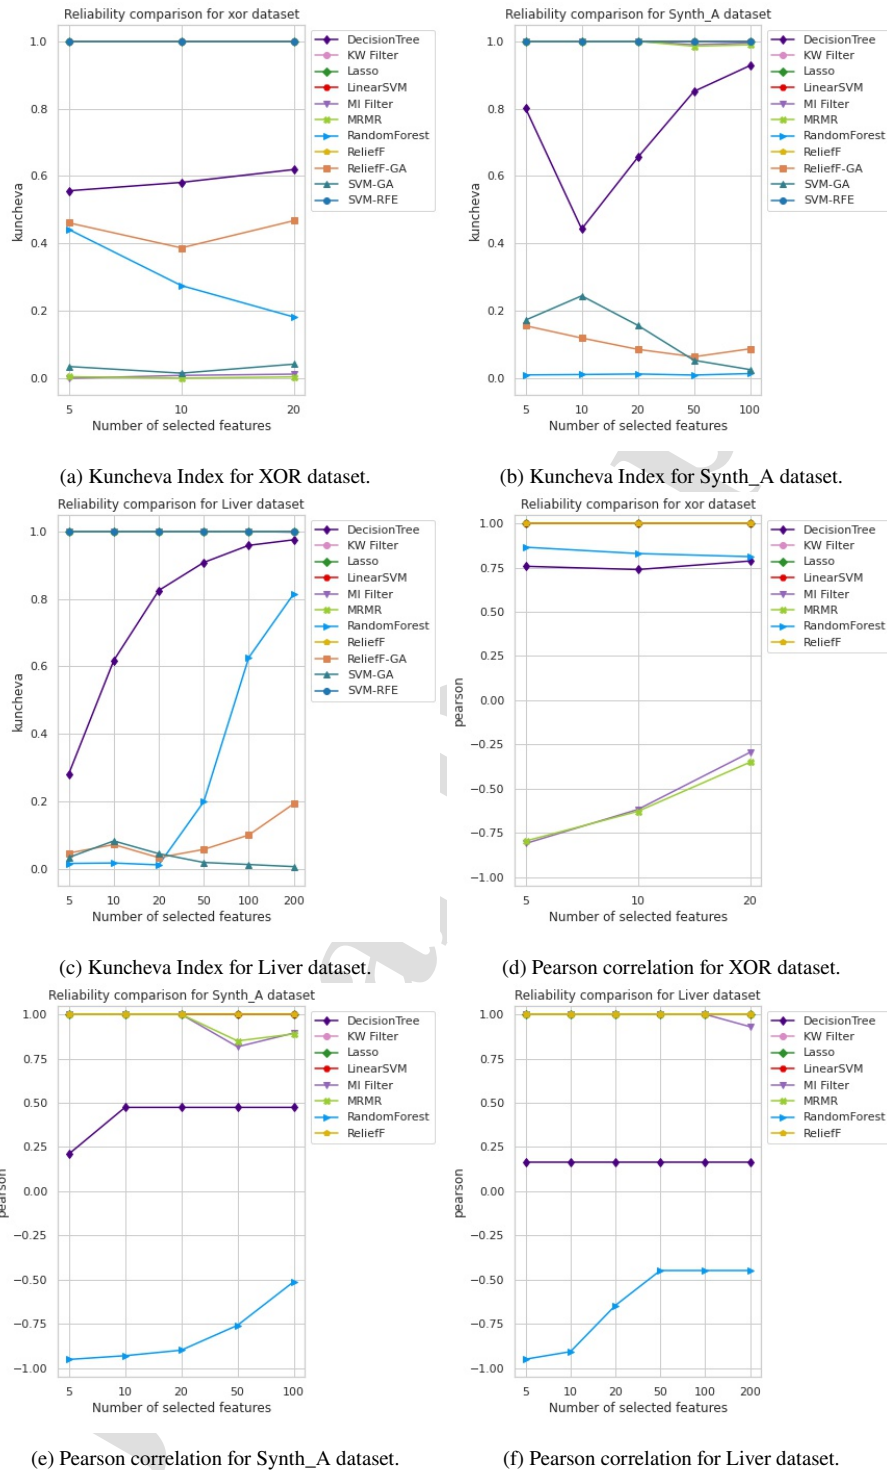 Reliability comparison for xor dataset
1.0
0.8
0.6
0.4
0.2
0.0
kuncheva
5 10 20
Number of selected features
DecisionTree
KW Filter
Lasso
LinearSVM
MI Filter
MRMR
RandomForest
ReliefF
ReliefF-GA
SVM-GA
SVM-RFE
(a) Kuncheva Index for XOR dataset.
Reliability comparison for Synth_A dataset
1.0
0.8
0.6
0.4
0.2
0.0
kuncheva
5 10 20 50 100
Number of selected features
DecisionTree
KW Filter
Lasso
LinearSVM
MI Filter
MRMR
RandomForest
ReliefF
ReliefF-GA
SVM-GA
SVM-RFE
(b) Kuncheva Index for Synth_A dataset.
Reliability comparison for Liver dataset
1.0
0.8
0.6
0.4
0.2
0.0
kuncheva
5 10 20 50 100 200
Number of selected features
DecisionTree
KW Filter
Lasso
LinearSVM
MI Filter
MRMR
RandomForest
ReliefF
ReliefF-GA
SVM-GA
SVM-RFE
(c) Kuncheva Index for Liver dataset.
Reliability comparison for xor dataset
1.00
0.75
0.50
0.25
0.00
−0.25
−0.50
−0.75
−1.00
pearson
5 10 20
Number of selected features
DecisionTree
KW Filter
Lasso
LinearSVM
MI Filter
MRMR
RandomForest
ReliefF
(d) Pearson correlation for XOR dataset.
Reliability comparison for Synth_A dataset
1.00
0.75
0.50
0.25
0.00
−0.25
−0.50
−0.75
−1.00
pearson
5 10 20 50 100
Number of selected features
DecisionTree
KW Filter
Lasso
LinearSVM
MI Filter
MRMR
RandomForest
ReliefF
(e) Pearson correlation for Synth_A dataset.
Reliability comparison for Liver dataset
1.00
0.75
0.50
0.25
0.00
−0.25
−0.50
−0.75
−1.00
pearson
5 10 20 50 100 200
Number of selected features
DecisionTree
KW Filter
Lasso
LinearSVM
MI Filter
MRMR
RandomForest
ReliefF
(f) Pearson correlation for Liver dataset.